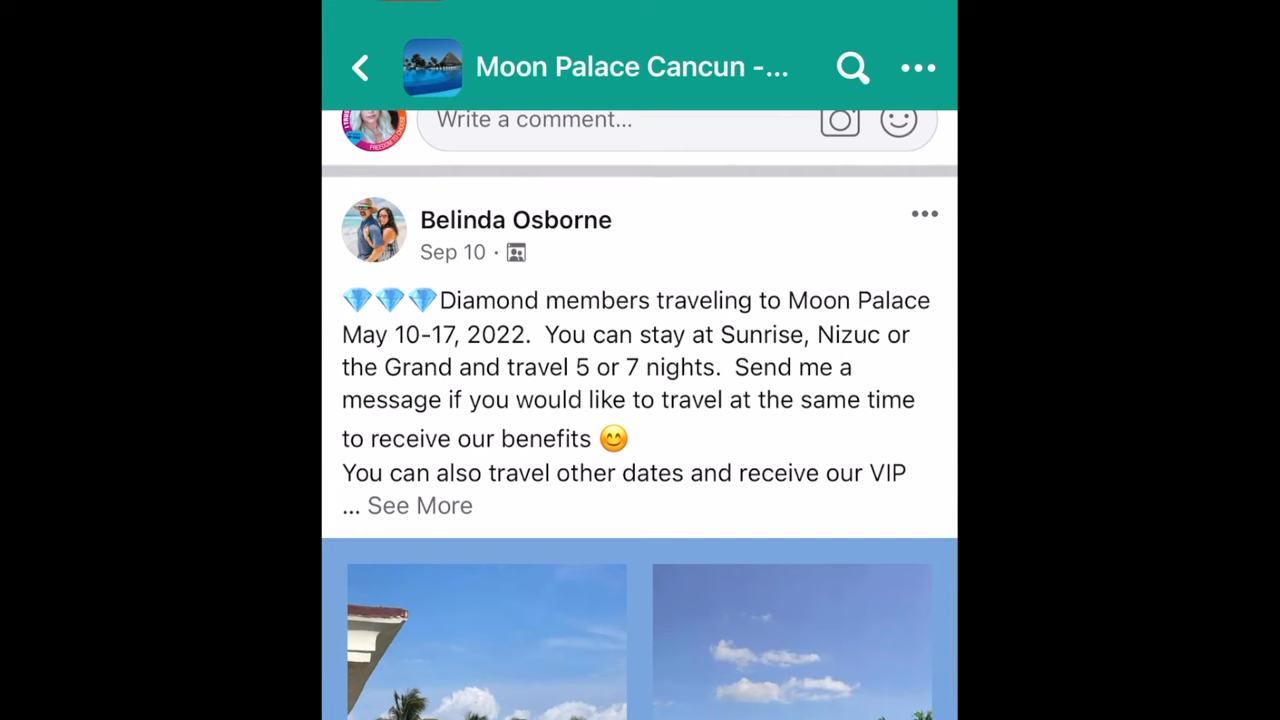 Moon Palace Cancun -...
Write a comment...
Belinda Osborne
Sep 10 ·
💎💎💎Diamond members traveling to Moon Palace
May 10-17, 2022. You can stay at Sunrise, Nizuc or
the Grand and travel 5 or 7 nights. Send me a
message if you would like to travel at the same time
to receive our benefits 😊
You can also travel other dates and receive our VIP
... See More